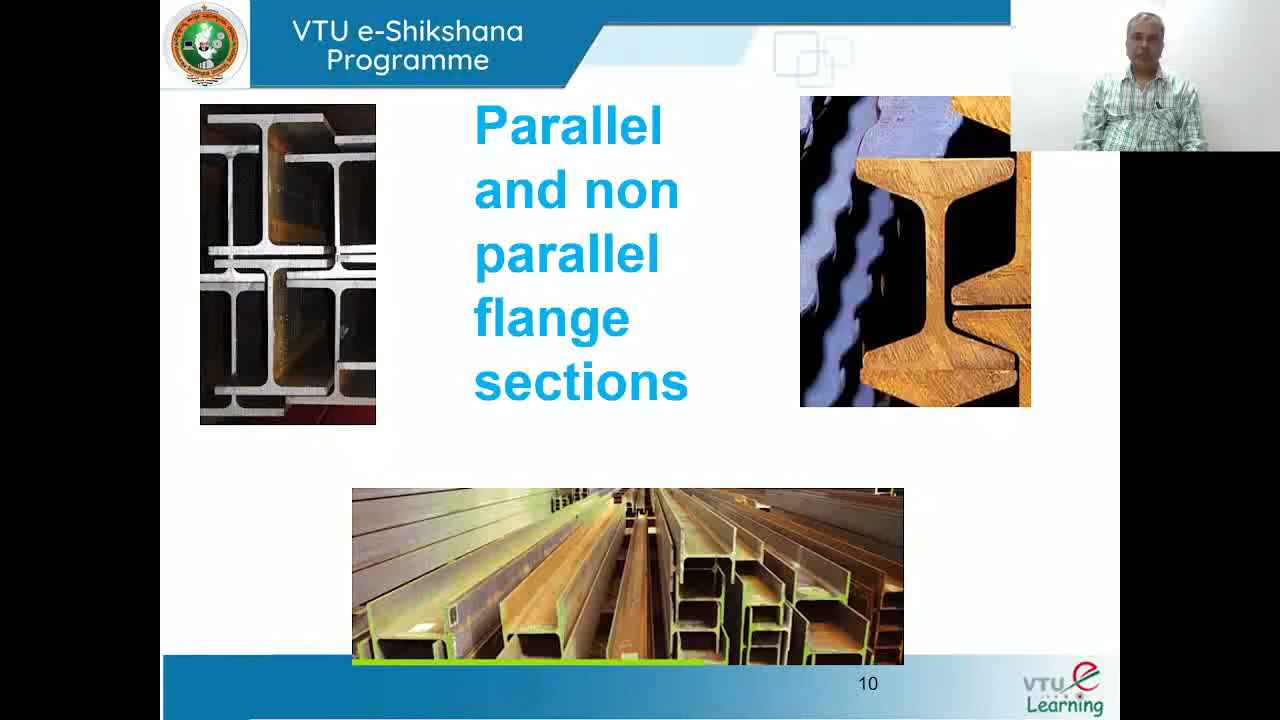 VTU e-Shikshana
Programme
Parallel
and non
parallel
flange
sections
10
VTU e
Learning